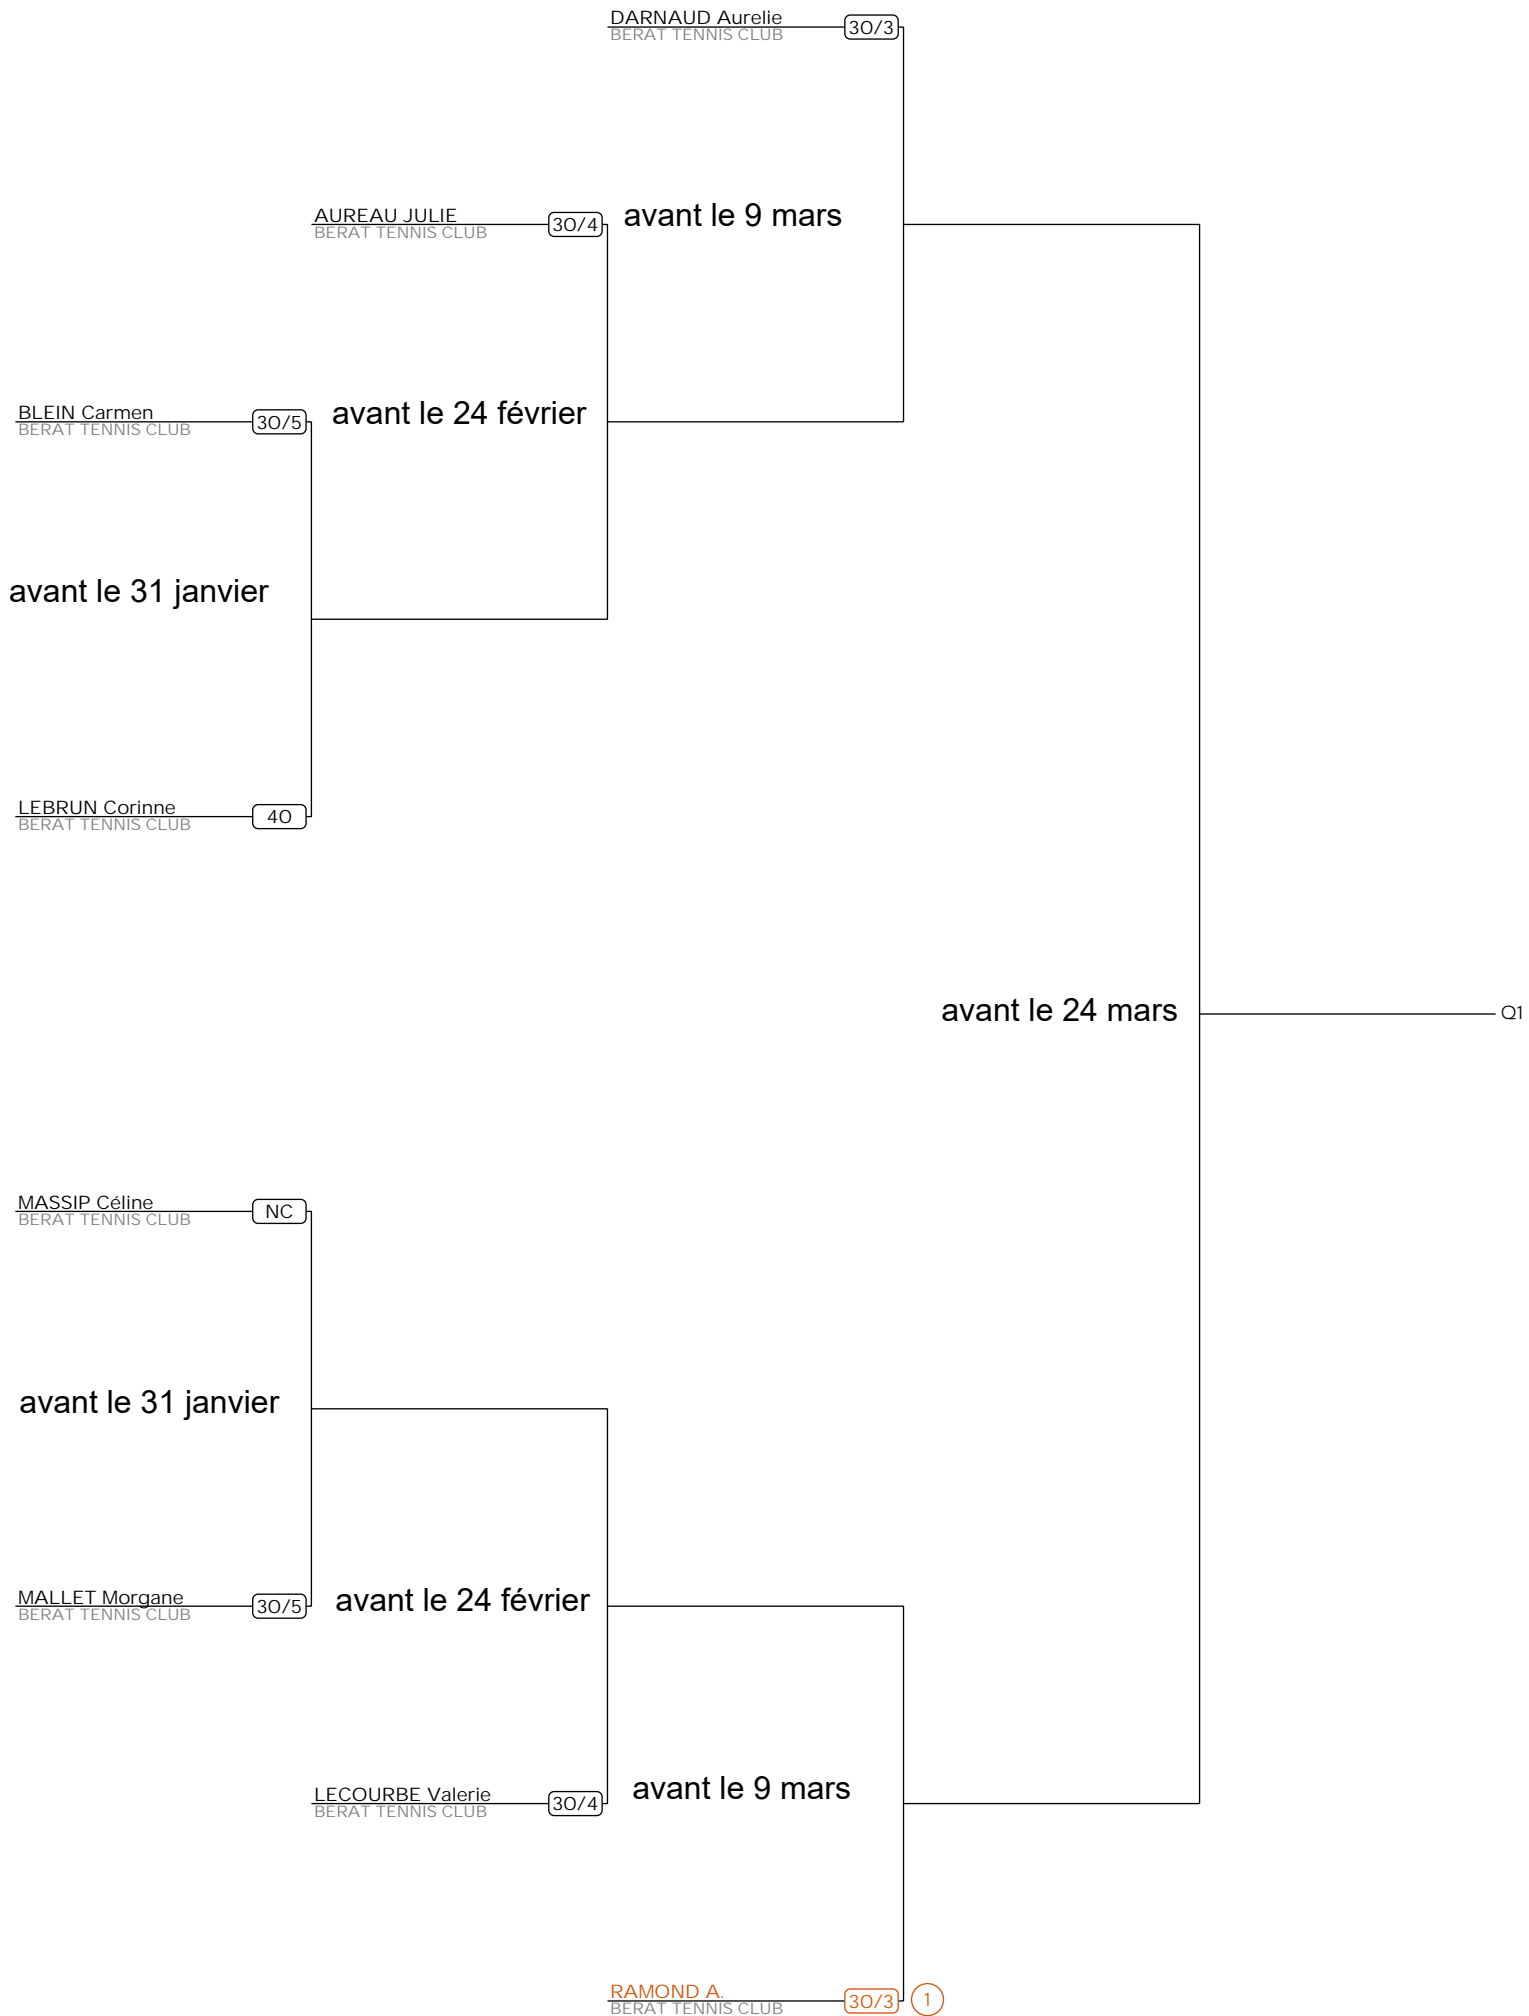 DARNAUD Aurelie
30/3
BERAT TENNIS CLUB
AUREAU JULIE
30/4
BERAT TENNIS CLUB
avant le 9 mars
BLEIN Carmen
30/5
BERAT TENNIS CLUB
avant le 24 février
avant le 31 janvier
LEBRUN Corinne
40
BERAT TENNIS CLUB
avant le 24 mars
Q1
MASSIP Céline
NC
BERAT TENNIS CLUB
avant le 31 janvier
MALLET Morgane
30/5
BERAT TENNIS CLUB
avant le 24 février
LECOURBE Valerie
30/4
BERAT TENNIS CLUB
avant le 9 mars
RAMOND A.
30/3
1
BERAT TENNIS CLUB